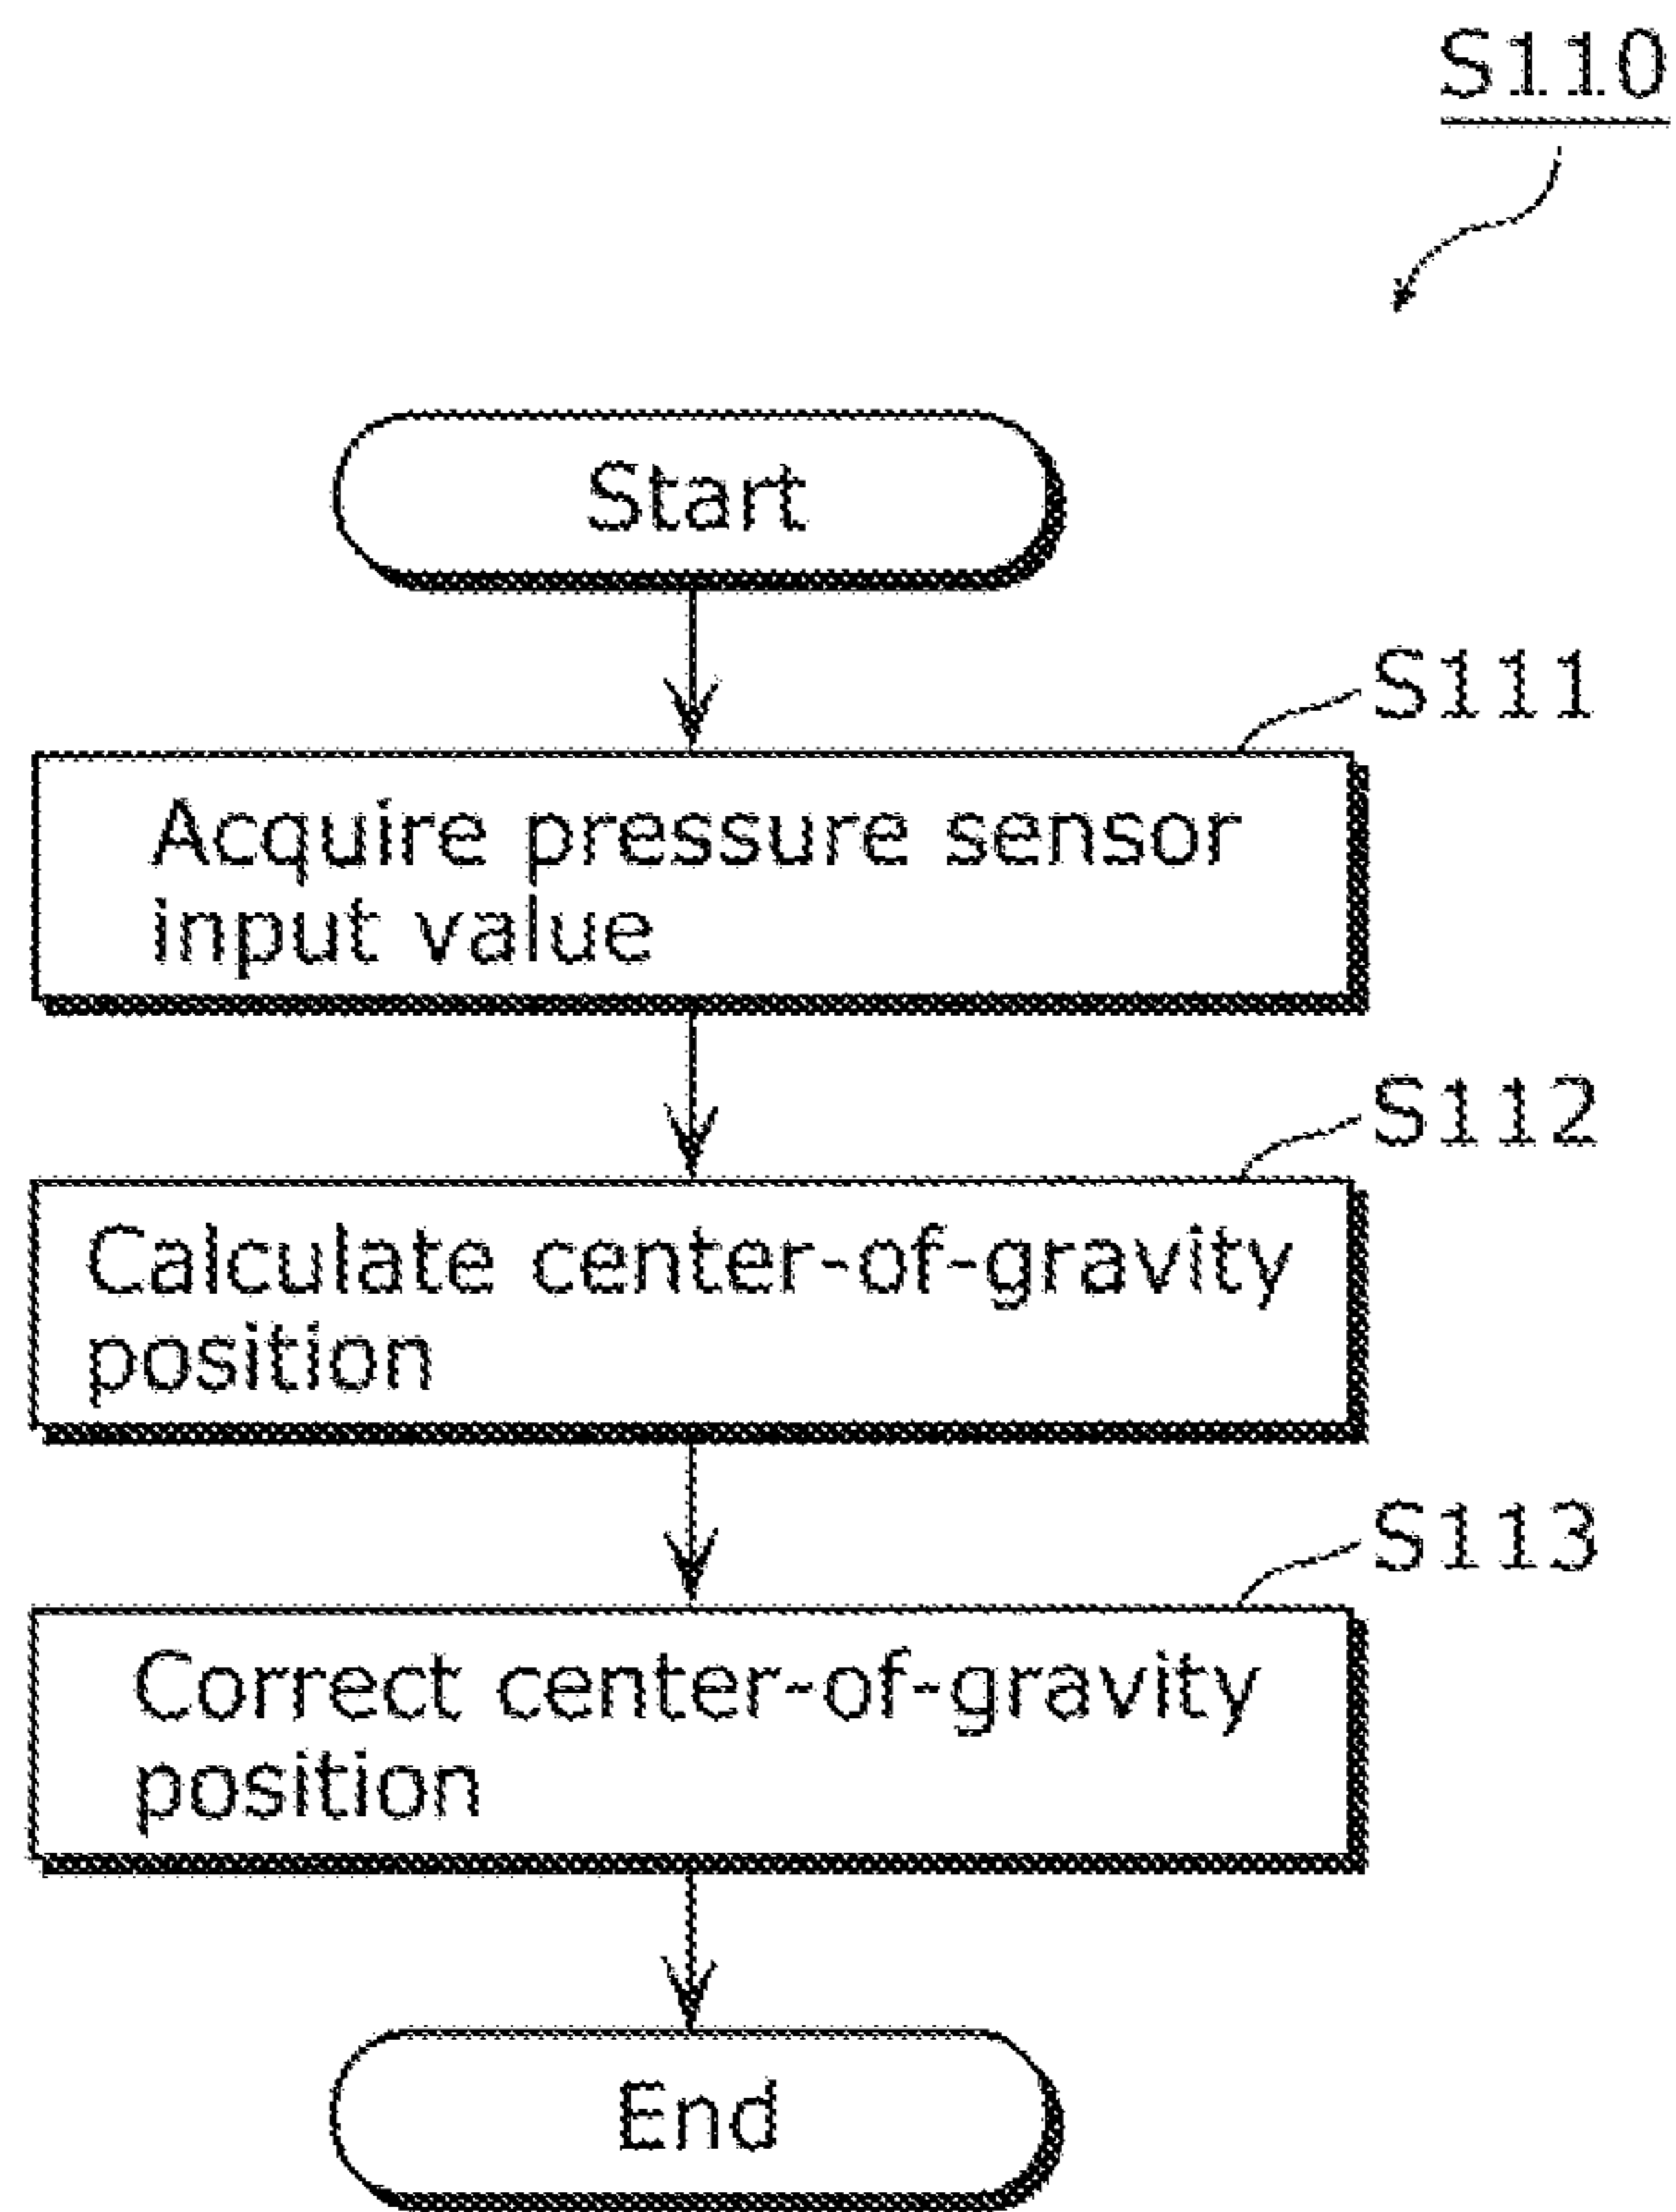 S110
Start
S111
Acquire pressure sensor
input value
S112
Calculate center-of-gravity
position
S113
Correct center-of-gravity
position
End